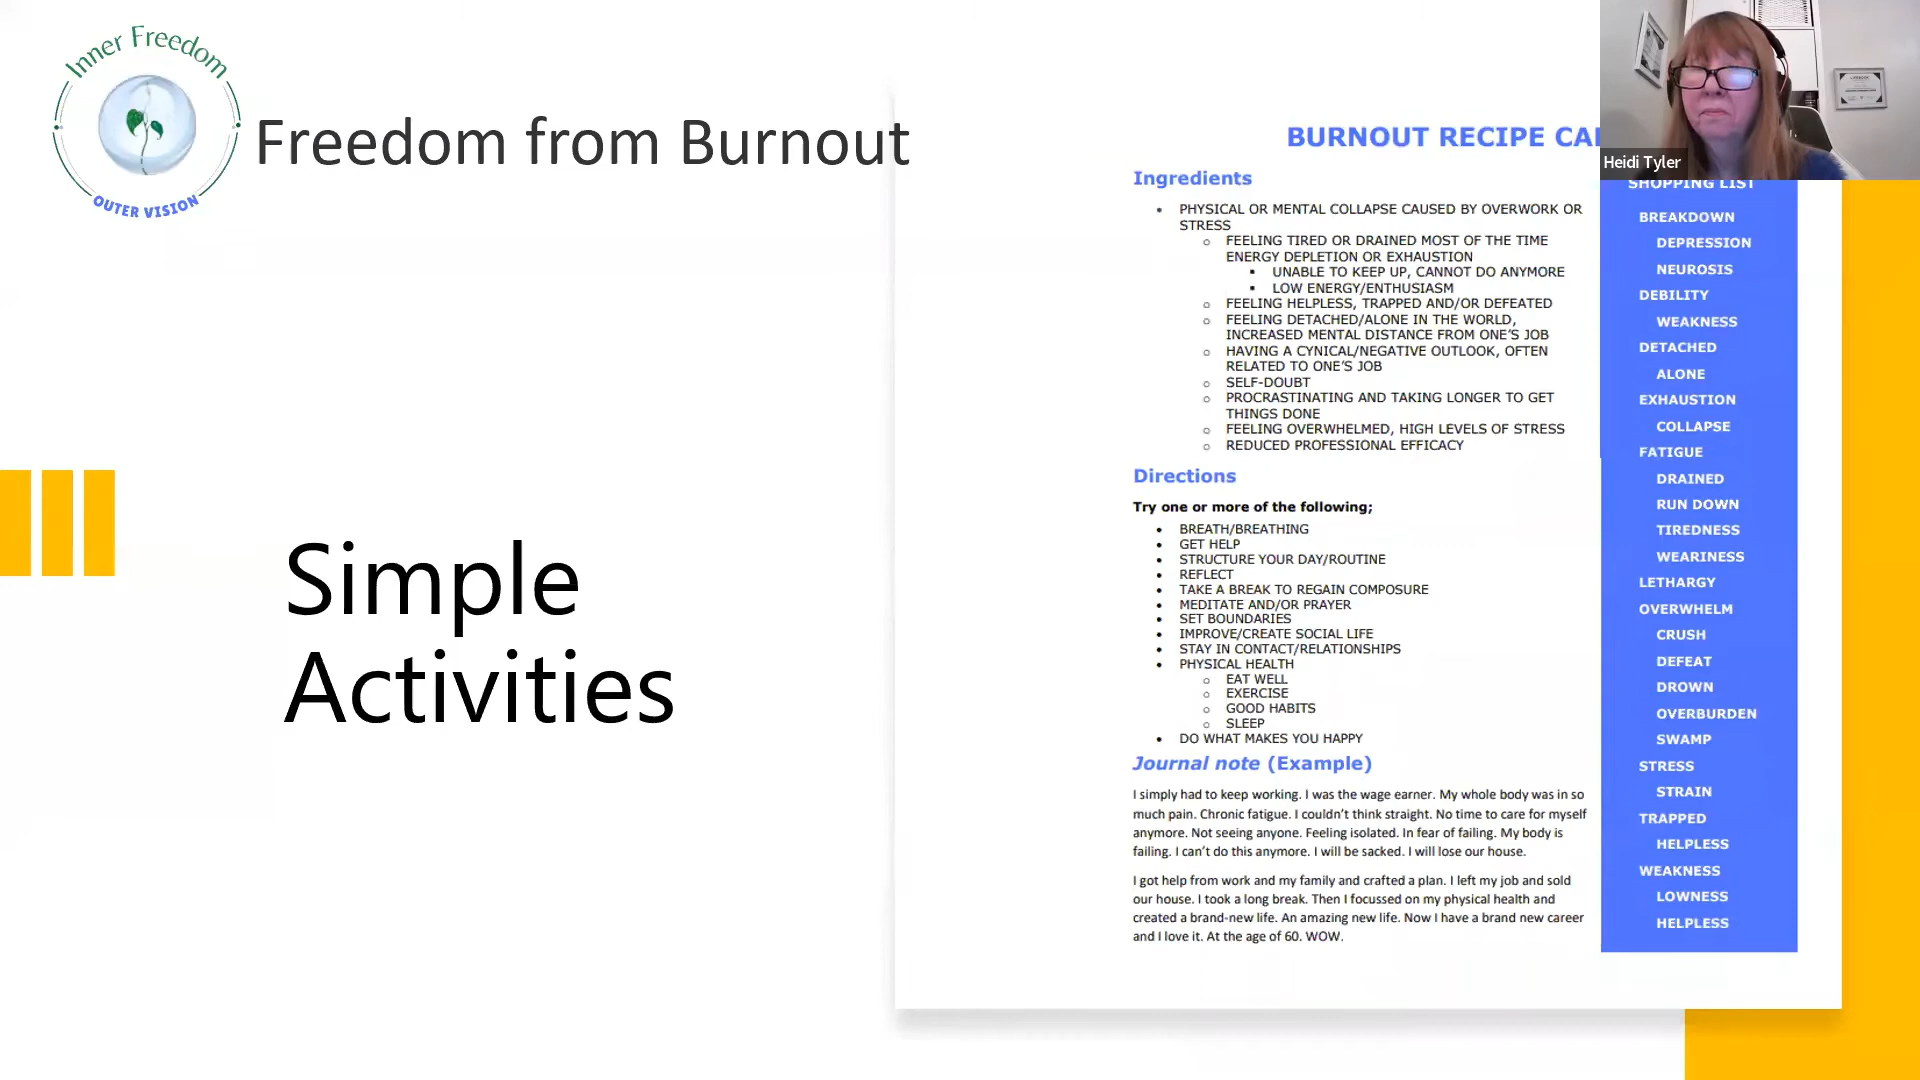 Inner Freedom
OUTER VISION
Freedom from Burnout
Simple
Activities
BURNOUT RECIPE
Ingredients
• PHYSICAL OR MENTAL COLLAPSE CAUSED BY OVERWORK OR
STRESS
o FEELING TIRED OR DRAINED MOST OF THE TIME
ENERGY DEPLETION OR EXHAUSTION
▪ UNABLE TO KEEP UP, CANNOT DO ANYMORE
▪ LOW ENERGY/ENTHUSIASM
o FEELING HELPLESS, TRAPPED AND/OR DEFEATED
o FEELING DETACHED/ALONE IN THE WORLD,
INCREASED MENTAL DISTANCE FROM ONE'S JOB
o HAVING A CYNICAL/NEGATIVE OUTLOOK, OFTEN
RELATED TO ONE'S JOB
o SELF-DOUBT
o PROCRASTINATING AND TAKING LONGER TO GET
THINGS DONE
o FEELING OVERWHELMED, HIGH LEVELS OF STRESS
o REDUCED PROFESSIONAL EFFICACY
Directions
Try one or more of the following;
• BREATH/BREATHING
• GET HELP
• STRUCTURE YOUR DAY/ROUTINE
• REFLECT
• TAKE A BREAK TO REGAIN COMPOSURE
• MEDITATE AND/OR PRAYER
• SET BOUNDARIES
• IMPROVE/CREATE SOCIAL LIFE
• STAY IN CONTACT/RELATIONSHIPS
• PHYSICAL HEALTH
o EAT WELL
o EXERCISE
o GOOD HABITS
o SLEEP
• DO WHAT MAKES YOU HAPPY
Journal note (Example)
I simply had to keep working. I was the wage earner. My whole body was in so
much pain. Chronic fatigue. I couldn't think straight. No time to care for myself
anymore. Not seeing anyone. Feeling isolated. In fear of failing. My body is
failing. I can't do this anymore. I will be sacked. I will lose our house.
I got help from work and my family and crafted a plan. I left my job and sold
our house. I took a long break. Then I focussed on my physical health and
created a brand-new life. An amazing new life. Now I have a brand new career
and I love it. At the age of 60. WOW.
Heidi Tyler
SHOPPING LIST
BREAKDOWN
DEPRESSION
NEUROSIS
DEBILITY
WEAKNESS
DETACHED
ALONE
EXHAUSTION
COLLAPSE
FATIGUE
DRAINED
RUN DOWN
TIREDNESS
WEARINESS
LETHARGY
OVERWHELM
CRUSH
DEFEAT
DROWN
OVERBURDEN
SWAMP
STRESS
STRAIN
TRAPPED
HELPLESS
WEAKNESS
LOWNESS
HELPLESS